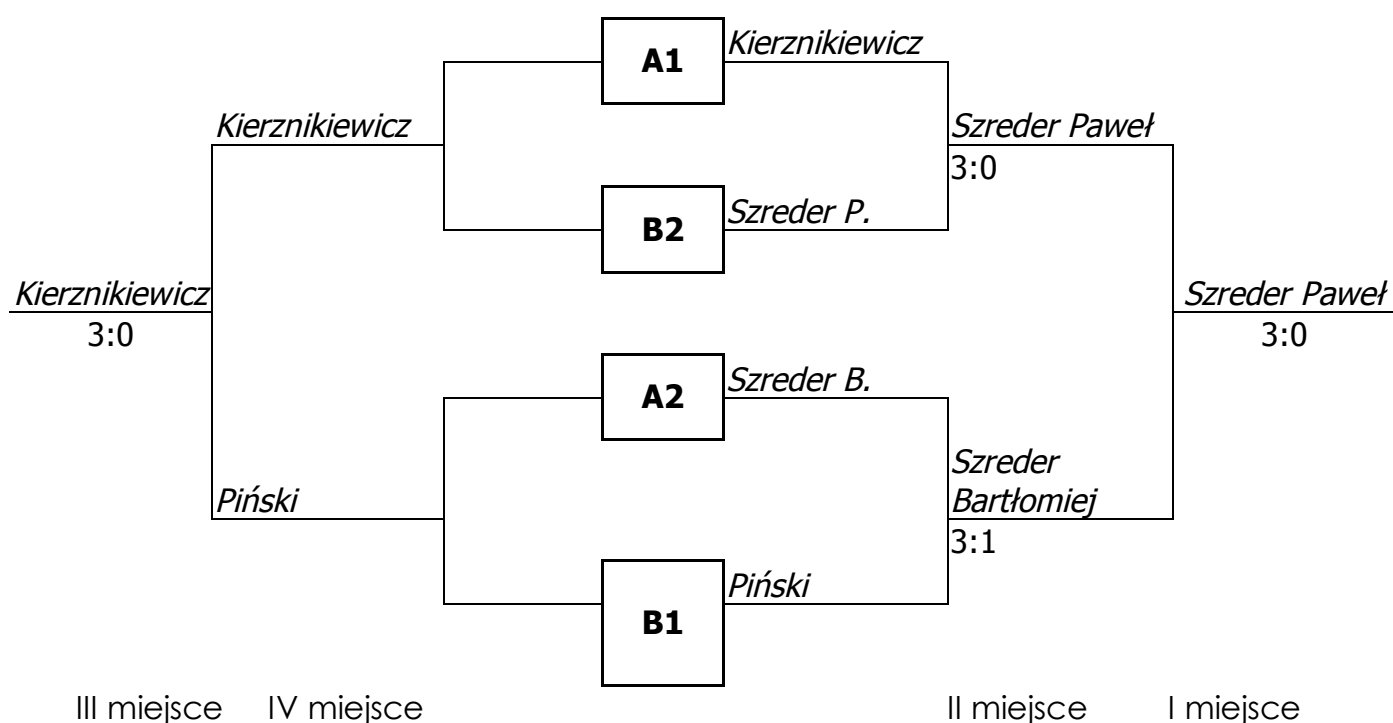 A1
Kierznikiewicz
Kierznikiewicz
Szreder Paweł
3:0
B2
Szreder P.
Kierznikiewicz
3:0
Szreder Paweł
3:0
A2
Szreder B.
Piński
Szreder
Bartłomiej
3:1
B1
Piński
III miejsce
IV miejsce
II miejsce
I miejsce